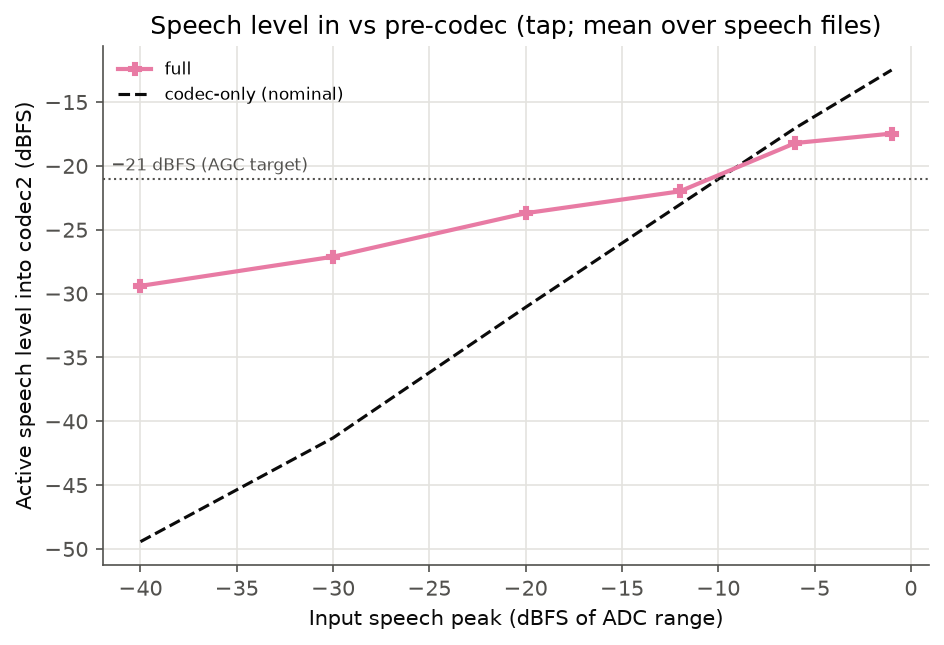 Speech level in vs pre-codec (tap; mean over speech files)
full
codec-only (nominal)
−21 dBFS (AGC target)
Active speech level into codec2 (dBFS)
−15
−20
−25
−30
−35
−40
−45
−50
−40 −35 −30 −25 −20 −15 −10 −5 0
Input speech peak (dBFS of ADC range)